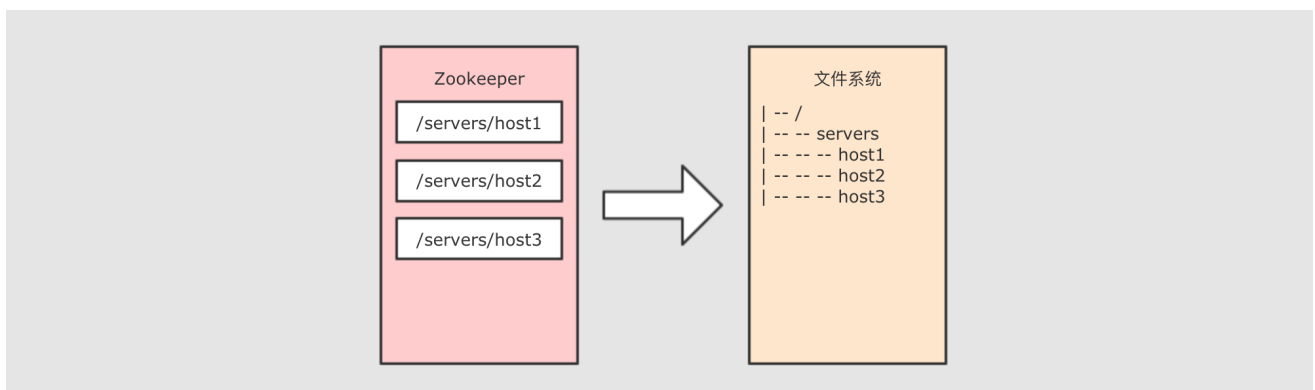 Zookeeper
/servers/host1
/servers/host2
/servers/host3
文件系统
| -- /
| -- -- servers
| -- -- -- host1
| -- -- -- host2
| -- -- -- host3